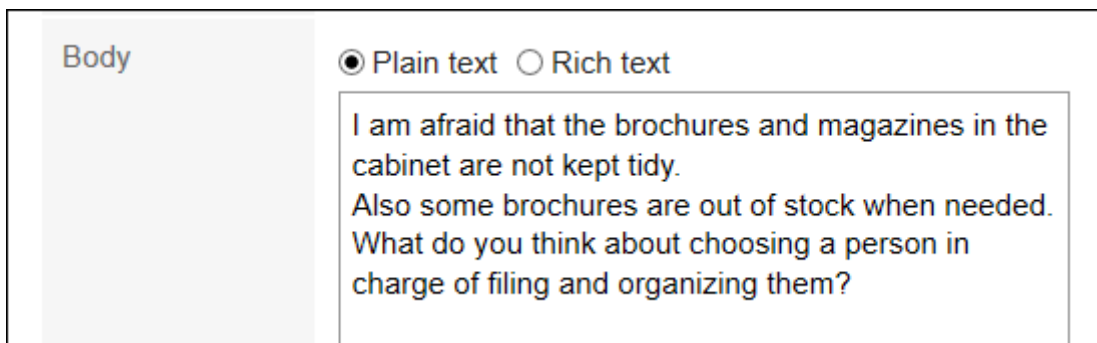 Body
Plain text Rich text
I am afraid that the brochures and magazines in the
cabinet are not kept tidy.
Also some brochures are out of stock when needed.
What do you think about choosing a person in
charge of filing and organizing them?